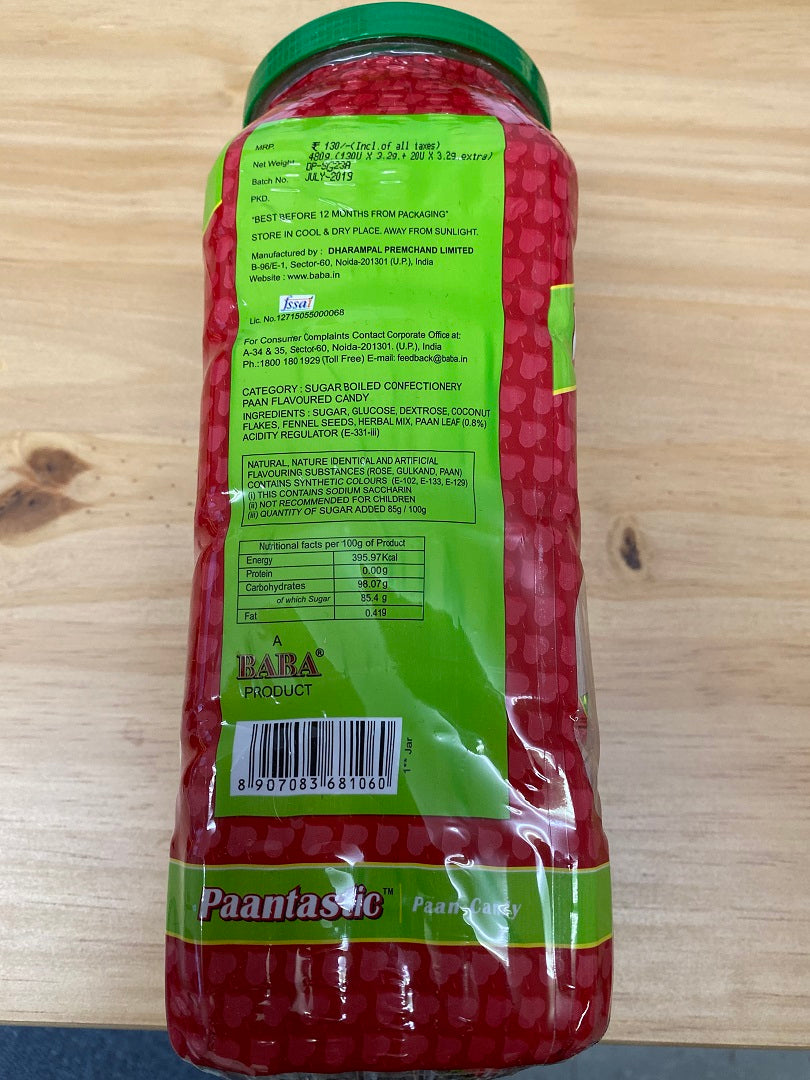 MRP. ₹ 130/-(Incl.of all taxes)
Net Weight 480g.(130U X 3.2g.+ 20U X 3.2g.extra)
Batch No.
PKD. JULY-2019
"BEST BEFORE 12 MONTHS FROM PACKAGING"
STORE IN COOL & DRY PLACE. AWAY FROM SUNLIGHT.
Manufactured by : DHARAMPAL PREMCHAND LIMITED
B-96/E-1, Sector-60, Noida-201301 (U.P.), India
Website : www.baba.in
fssai
Lic. No.12715055000068
For Consumer Complaints Contact Corporate Office at:
A-34 & 35, Sector-60, Noida-201301. (U.P.), India
Ph.:1800 180 1929 (Toll Free) E-mail: feedback@baba.in
CATEGORY : SUGAR BOILED CONFECTIONERY
PAAN FLAVOURED CANDY
INGREDIENTS : SUGAR, GLUCOSE, DEXTROSE, COCONUT
FLAKES, FENNEL SEEDS, HERBAL MIX, PAAN LEAF (0.8%)
ACIDITY REGULATOR (E-331-iii)
NATURAL, NATURE IDENTICAL AND ARTIFICIAL
FLAVOURING SUBSTANCES (ROSE, GULKAND, PAAN)
CONTAINS SYNTHETIC COLOURS (E-102, E-133, E-129)
(i) THIS CONTAINS SODIUM SACCHARIN
(ii) NOT RECOMMENDED FOR CHILDREN
(iii) QUANTITY OF SUGAR ADDED 85g / 100g
Nutritional facts per 100g of Product
Energy 395.97Kcal
Protein 0.00g
Carbohydrates 98.07g
of which Sugar 85.4 g
Fat 0.41g
A
BABA®
PRODUCT
8 907083 681060
1** Jar
Paantastic™ Paan Candy